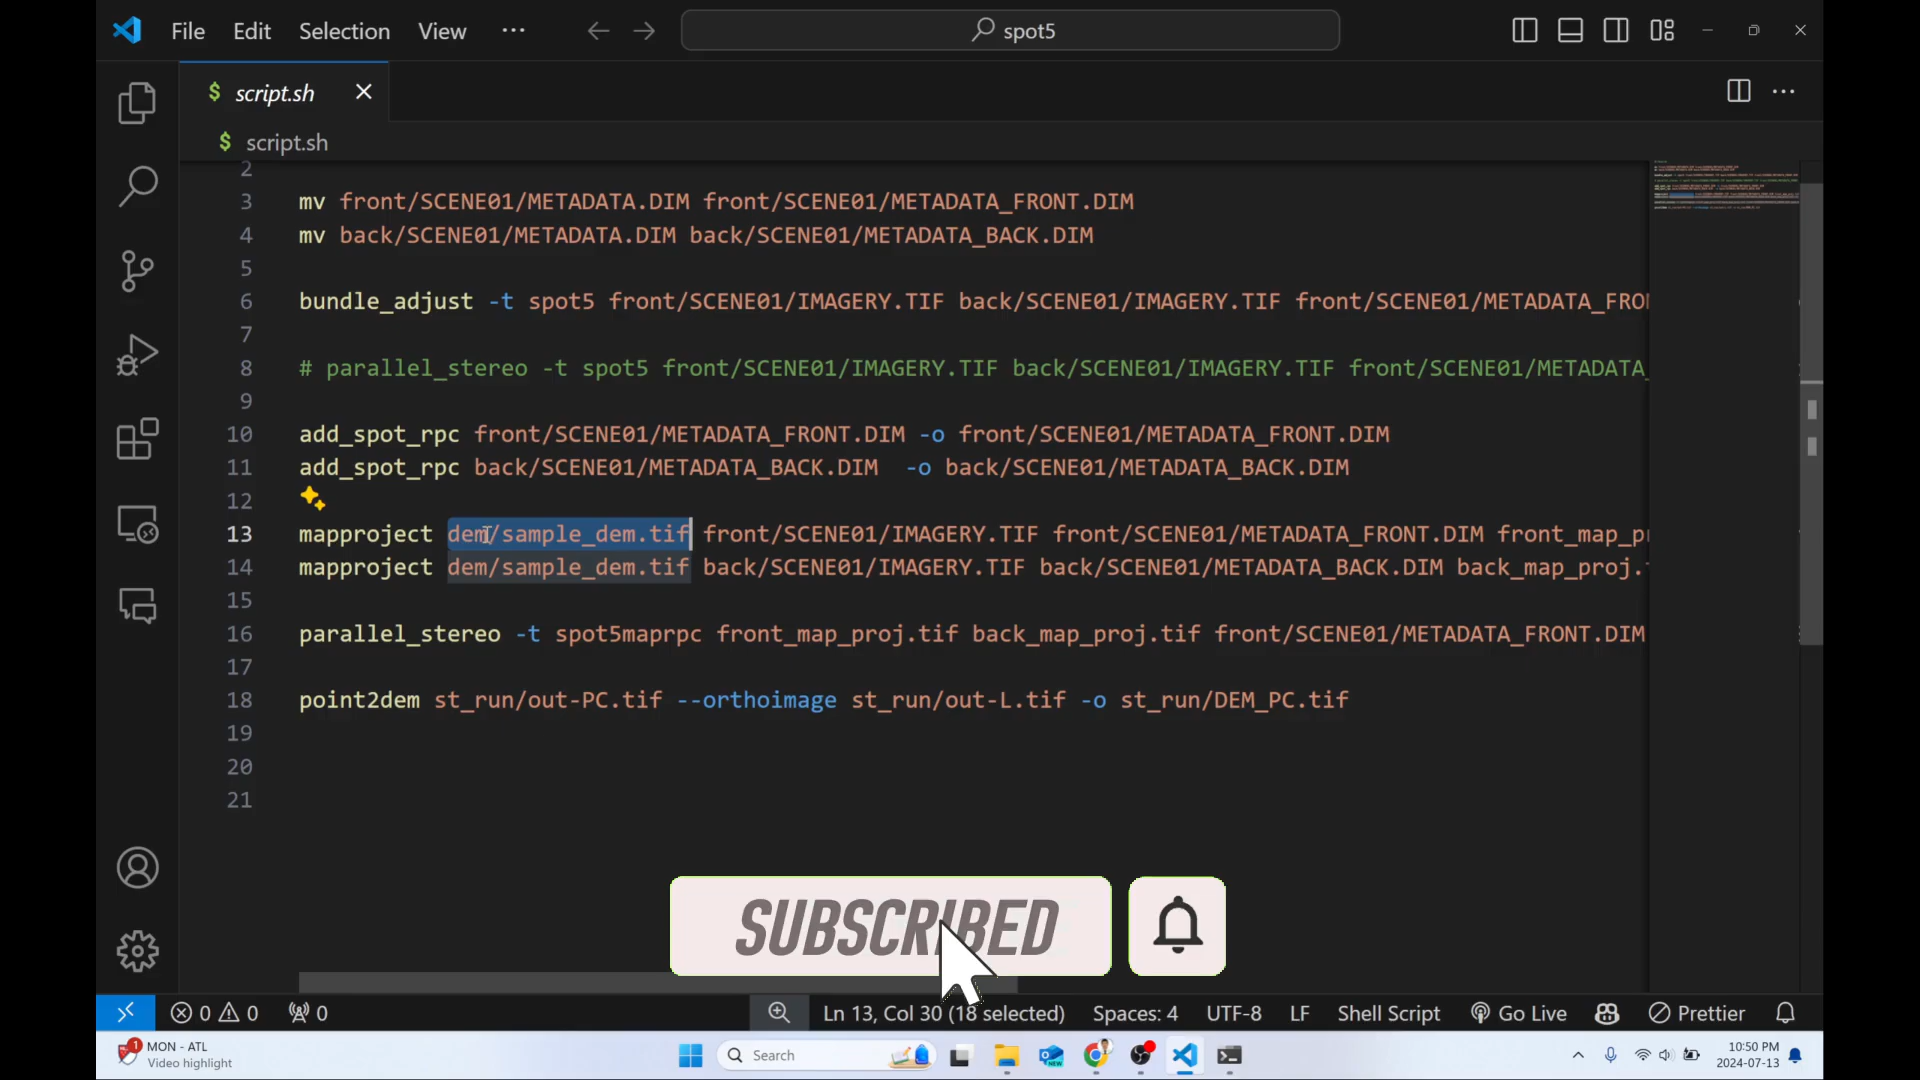 File Edit Selection View ··· spot5
$ script.sh
$ script.sh
2
3 mv front/SCENE01/METADATA.DIM front/SCENE01/METADATA_FRONT.DIM
4 mv back/SCENE01/METADATA.DIM back/SCENE01/METADATA_BACK.DIM
5
6 bundle_adjust -t spot5 front/SCENE01/IMAGERY.TIF back/SCENE01/IMAGERY.TIF front/SCENE01/METADATA_FRO
7
8 # parallel_stereo -t spot5 front/SCENE01/IMAGERY.TIF back/SCENE01/IMAGERY.TIF front/SCENE01/METADATA_
9
10 add_spot_rpc front/SCENE01/METADATA_FRONT.DIM -o front/SCENE01/METADATA_FRONT.DIM
11 add_spot_rpc back/SCENE01/METADATA_BACK.DIM  -o back/SCENE01/METADATA_BACK.DIM
12
13 mapproject dem/sample_dem.tif front/SCENE01/IMAGERY.TIF front/SCENE01/METADATA_FRONT.DIM front_map_p
14 mapproject dem/sample_dem.tif back/SCENE01/IMAGERY.TIF back/SCENE01/METADATA_BACK.DIM back_map_proj.
15
16 parallel_stereo -t spot5maprpc front_map_proj.tif back_map_proj.tif front/SCENE01/METADATA_FRONT.DIM
17
18 point2dem st_run/out-PC.tif --orthoimage st_run/out-L.tif -o st_run/DEM_PC.tif
19
20
21
SUBSCRIBED
0 0 0 Ln 13, Col 30 (18 selected) Spaces: 4 UTF-8 LF Shell Script Go Live Prettier
1 MON - ATL
Video highlight
Search
10:50 PM
2024-07-13